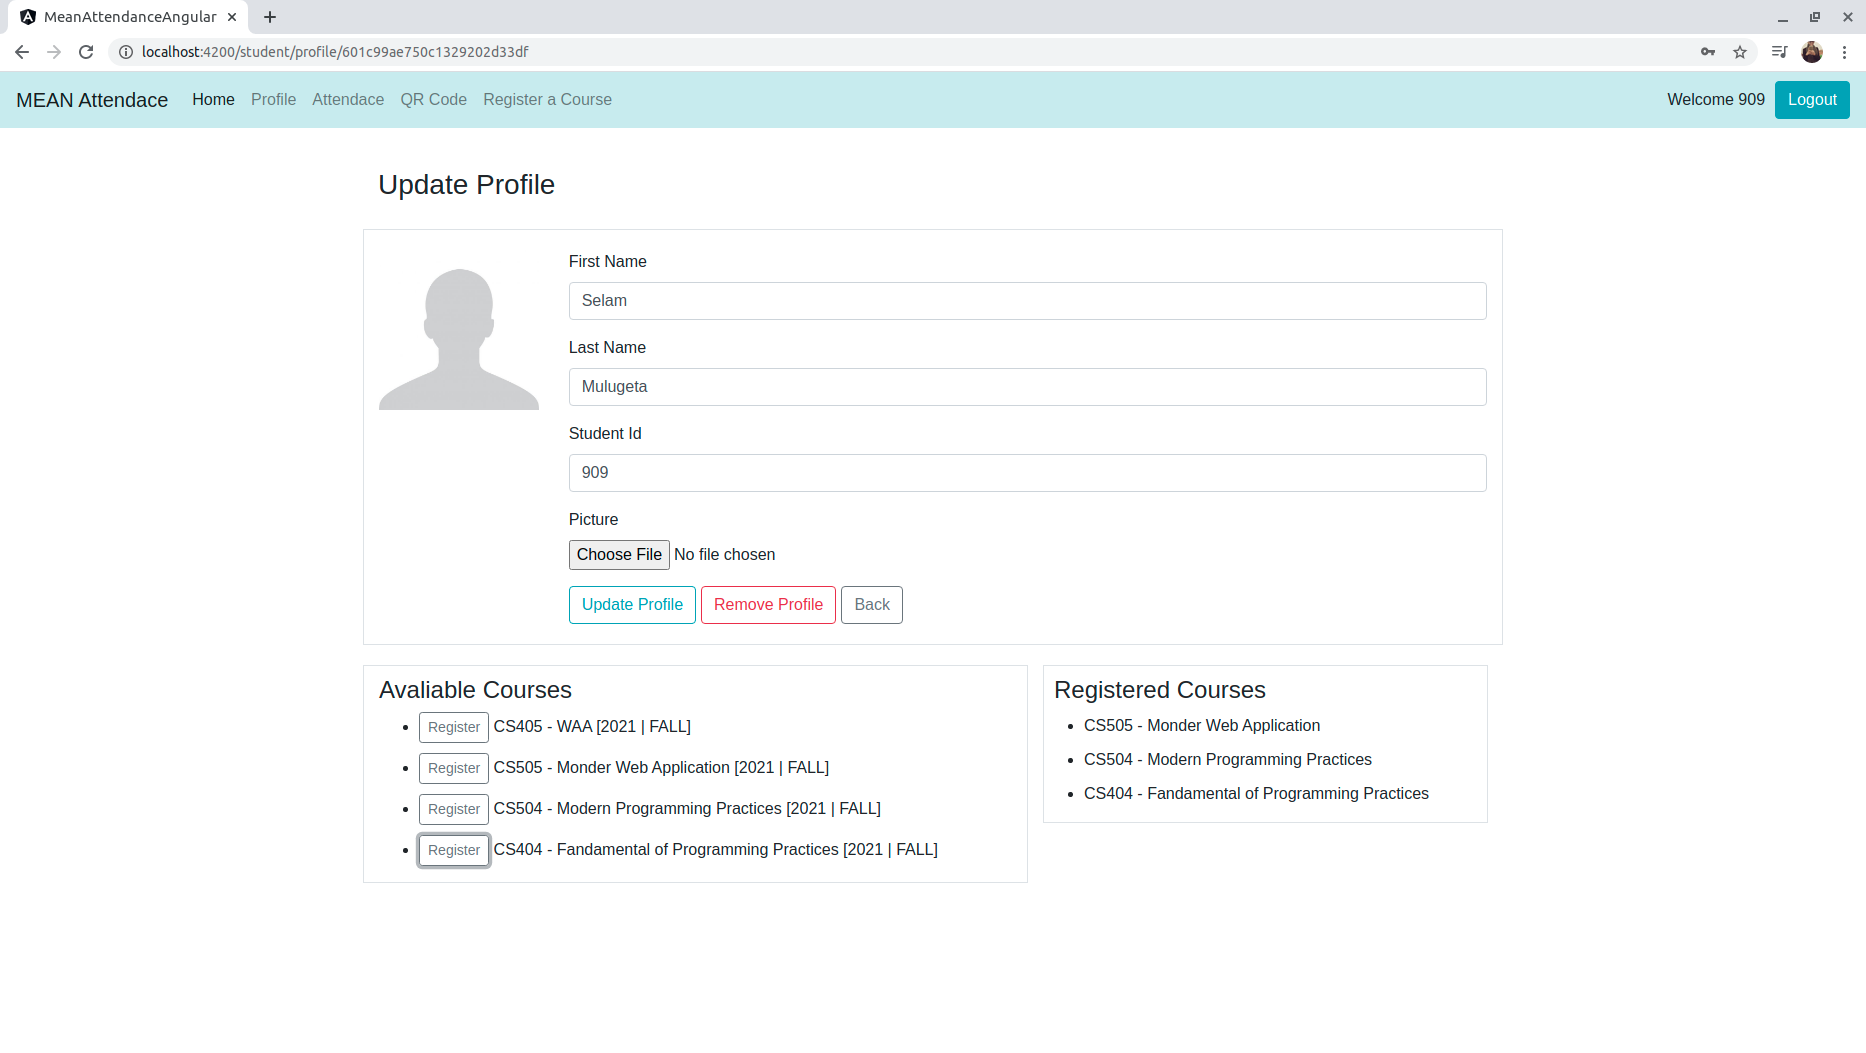 MeanAttendanceAngular
localhost:4200/student/profile/601c99ae750c1329202d33df
MEAN Attendace Home Profile Attendace QR Code Register a Course Welcome 909 Logout
Update Profile
First Name
Selam
Last Name
Mulugeta
Student Id
909
Picture
Choose File No file chosen
Update Profile Remove Profile Back
Avaliable Courses
Register CS405 - WAA [2021 | FALL]
Register CS505 - Monder Web Application [2021 | FALL]
Register CS504 - Modern Programming Practices [2021 | FALL]
Register CS404 - Fandamental of Programming Practices [2021 | FALL]
Registered Courses
CS505 - Monder Web Application
CS504 - Modern Programming Practices
CS404 - Fandamental of Programming Practices